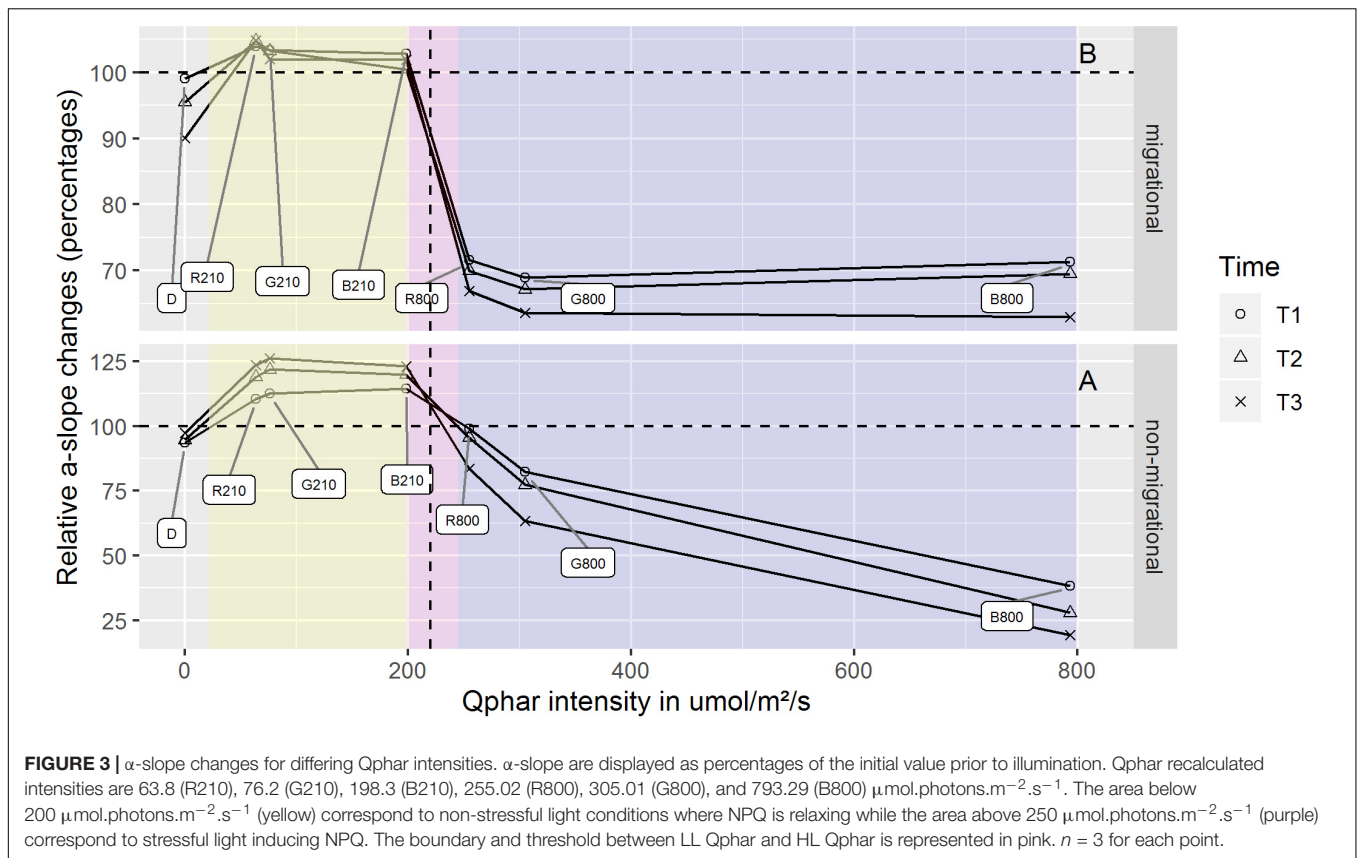 Relative a-slope changes (percentages)
B
100
90
80
70
D
R210
G210
B210
R800
G800
B800
migrational
A
125
100
75
50
25
D
R210
G210
B210
R800
G800
B800
non-migrational
0
200
400
600
800
Qphar intensity in umol/m²/s
Time
T1
T2
T3
FIGURE 3 | α-slope changes for differing Qphar intensities. α-slope are displayed as percentages of the initial value prior to illumination. Qphar recalculated
intensities are 63.8 (R210), 76.2 (G210), 198.3 (B210), 255.02 (R800), 305.01 (G800), and 793.29 (B800) μmol.photons.m⁻².s⁻¹. The area below
200 μmol.photons.m⁻².s⁻¹ (yellow) correspond to non-stressful light conditions where NPQ is relaxing while the area above 250 μmol.photons.m⁻².s⁻¹ (purple)
correspond to stressful light inducing NPQ. The boundary and threshold between LL Qphar and HL Qphar is represented in pink. n = 3 for each point.